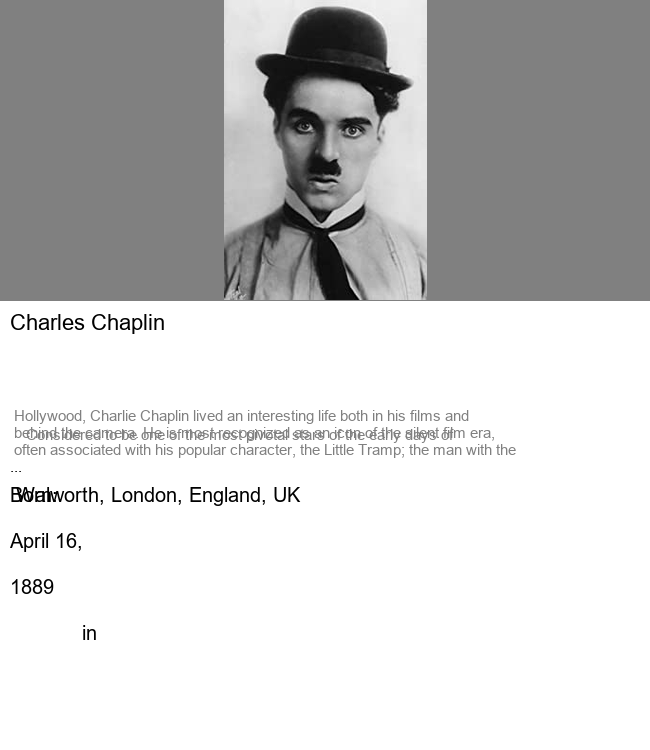 Charles Chaplin
Considered to be one of the most pivotal stars of the early days of
Hollywood, Charlie Chaplin lived an interesting life both in his films and
behind the camera. He is most recognized as an icon of the silent film era,
often associated with his popular character, the Little Tramp; the man with the
...
Born:
April 16,
1889
in
Walworth, London, England, UK